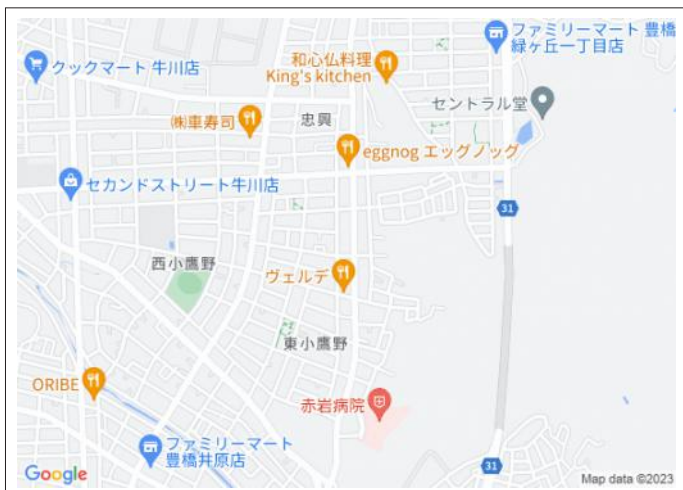 ファミリーマート 豊橋
緑ヶ丘一丁目店
和心仏料理
King's kitchen
クックマート 牛川店
セントラル堂
㈱車寿司
忠興
eggnog エッグノッグ
セカンドストリート牛川店
31
西小鷹野
ヴェルデ
東小鷹野
ORIBE
赤岩病院
ファミリーマート
豊橋井原店
31
Google
Map data ©2023